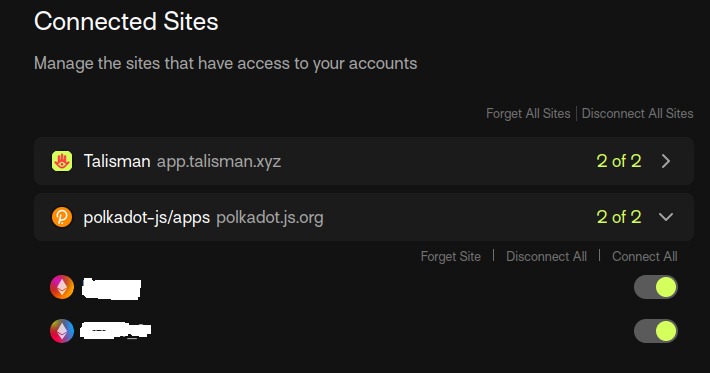 Connected Sites
Manage the sites that have access to your accounts
Forget All Sites | Disconnect All Sites
Talisman app.talisman.xyz 2 of 2
polkadot-js/apps polkadot.js.org 2 of 2
Forget Site | Disconnect All | Connect All